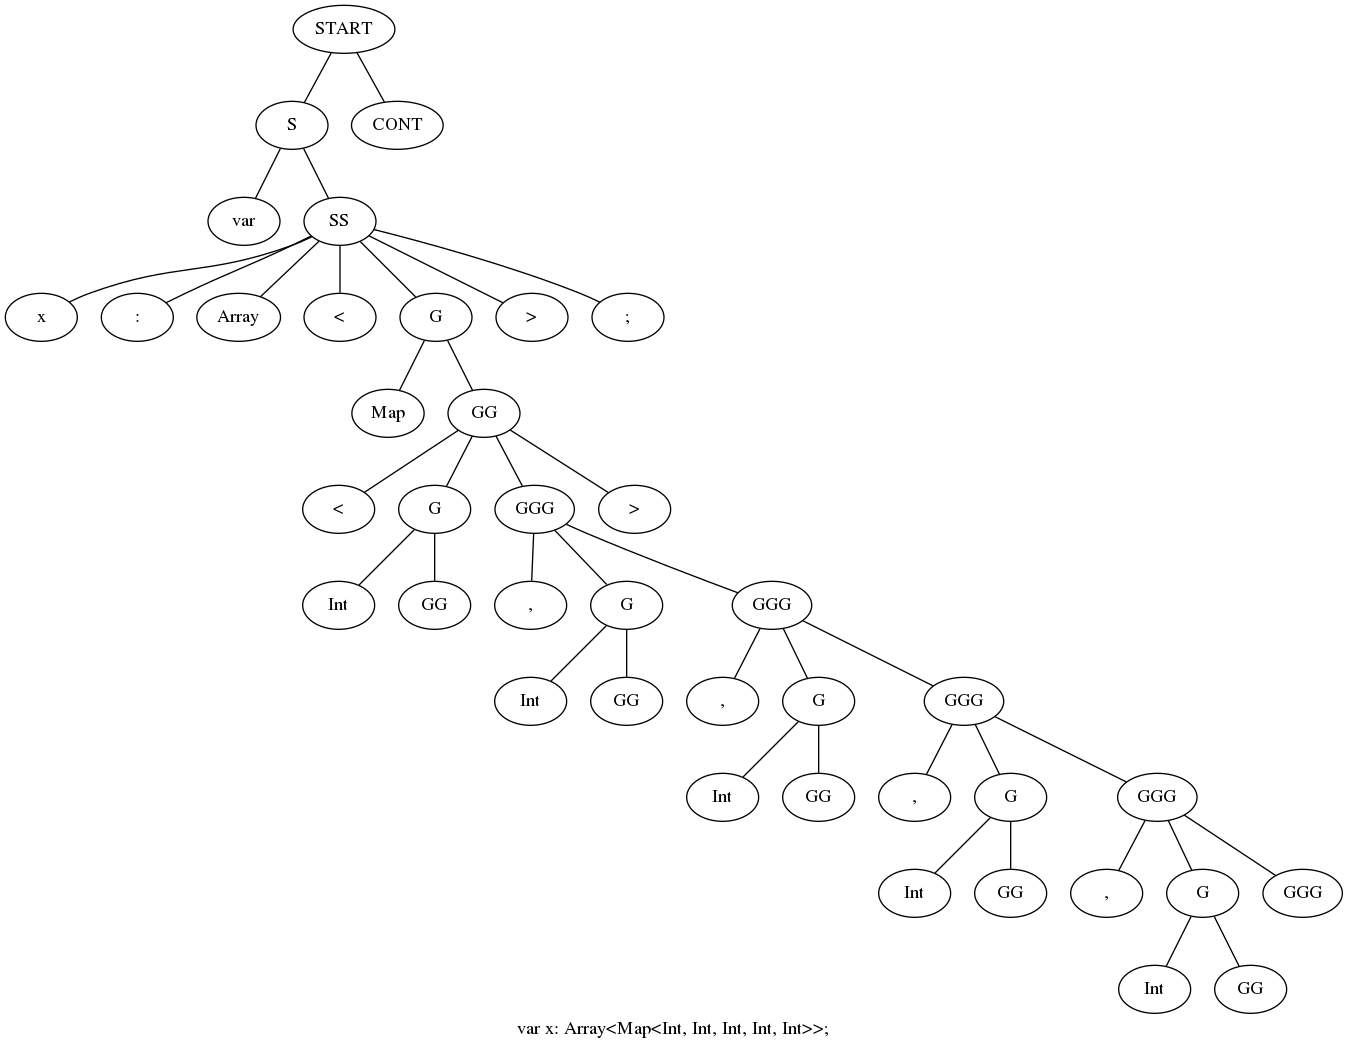 START
S CONT
var SS
x : Array < G > ;
Map GG
< G GGG >
Int GG , G GGG
Int GG , G GGG
Int GG , G GGG
Int GG , G GGG
Int GG
var x: Array<Map<Int, Int, Int, Int, Int>>;